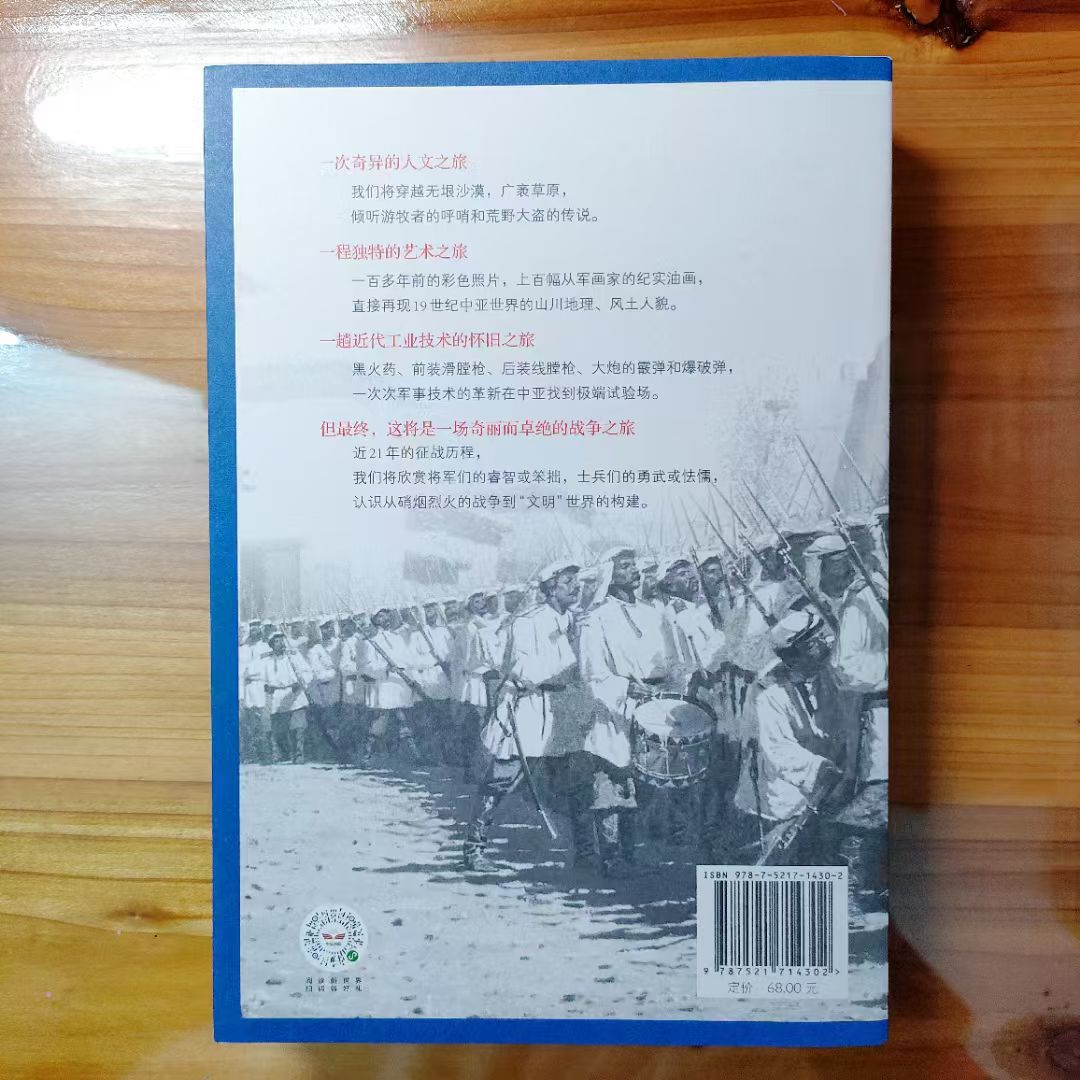 一次奇异的人文之旅
我们将穿越无垠沙漠，广袤草原，
倾听游牧者的呼哨和荒野大盗的传说。
一程独特的艺术之旅
一百多年前的彩色照片，上百幅从军画家的纪实油画，
直接再现19世纪中亚世界的山川地理、风土人貌。
一趟近代工业技术的怀旧之旅
黑火药、前装滑膛枪、后装线膛枪、大炮的霰弹和爆破弹，
一次次军事技术的革新在中亚找到极端试验场。
但最终，这将是一场奇丽而卓绝的战争之旅
近21年的征战历程，
我们将欣赏将军们的睿智或笨拙，士兵们的勇武或怯懦，
认识从硝烟烈火的战争到“文明”世界的构建。
ISBN 978-7-5217-1430-2
9 787521 714302 >
定价 68.00 元